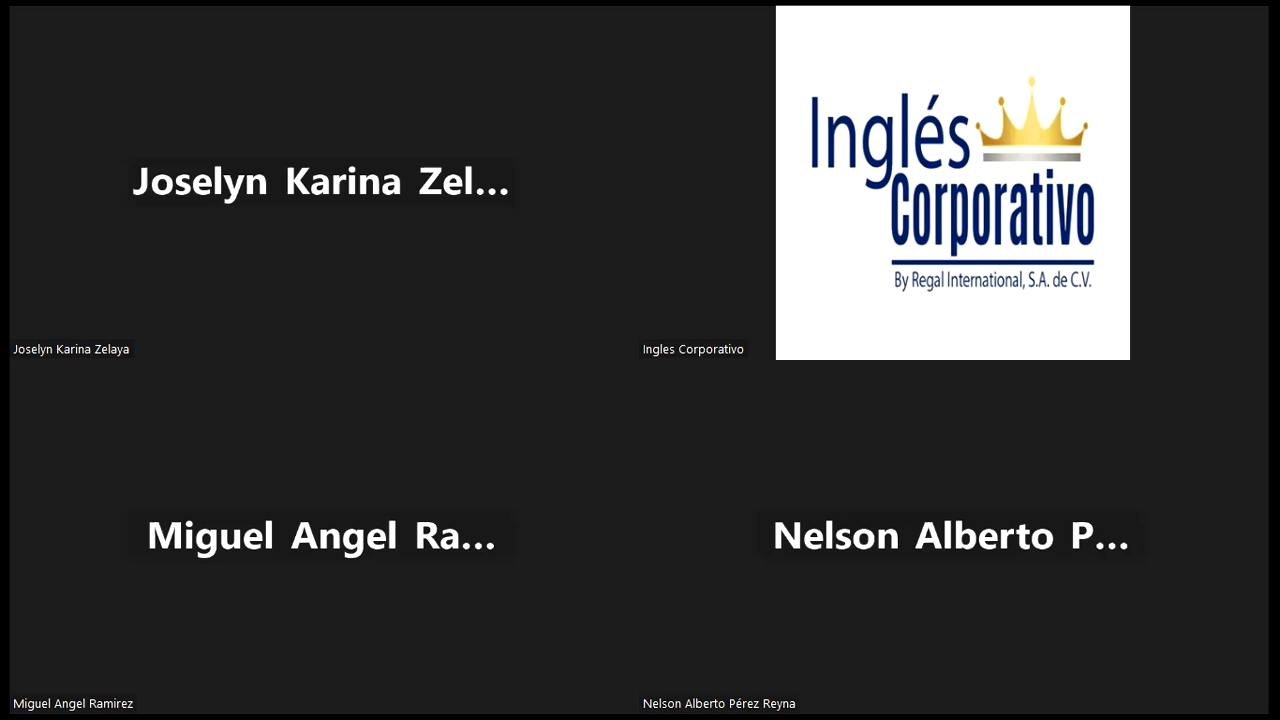 Joselyn Karina Zel...
Joselyn Karina Zelaya
Inglés
Corporativo
By Regal International, S.A. de C.V.
Ingles Corporativo
Miguel Angel Ra...
Miguel Angel Ramirez
Nelson Alberto P...
Nelson Alberto Pérez Reyna